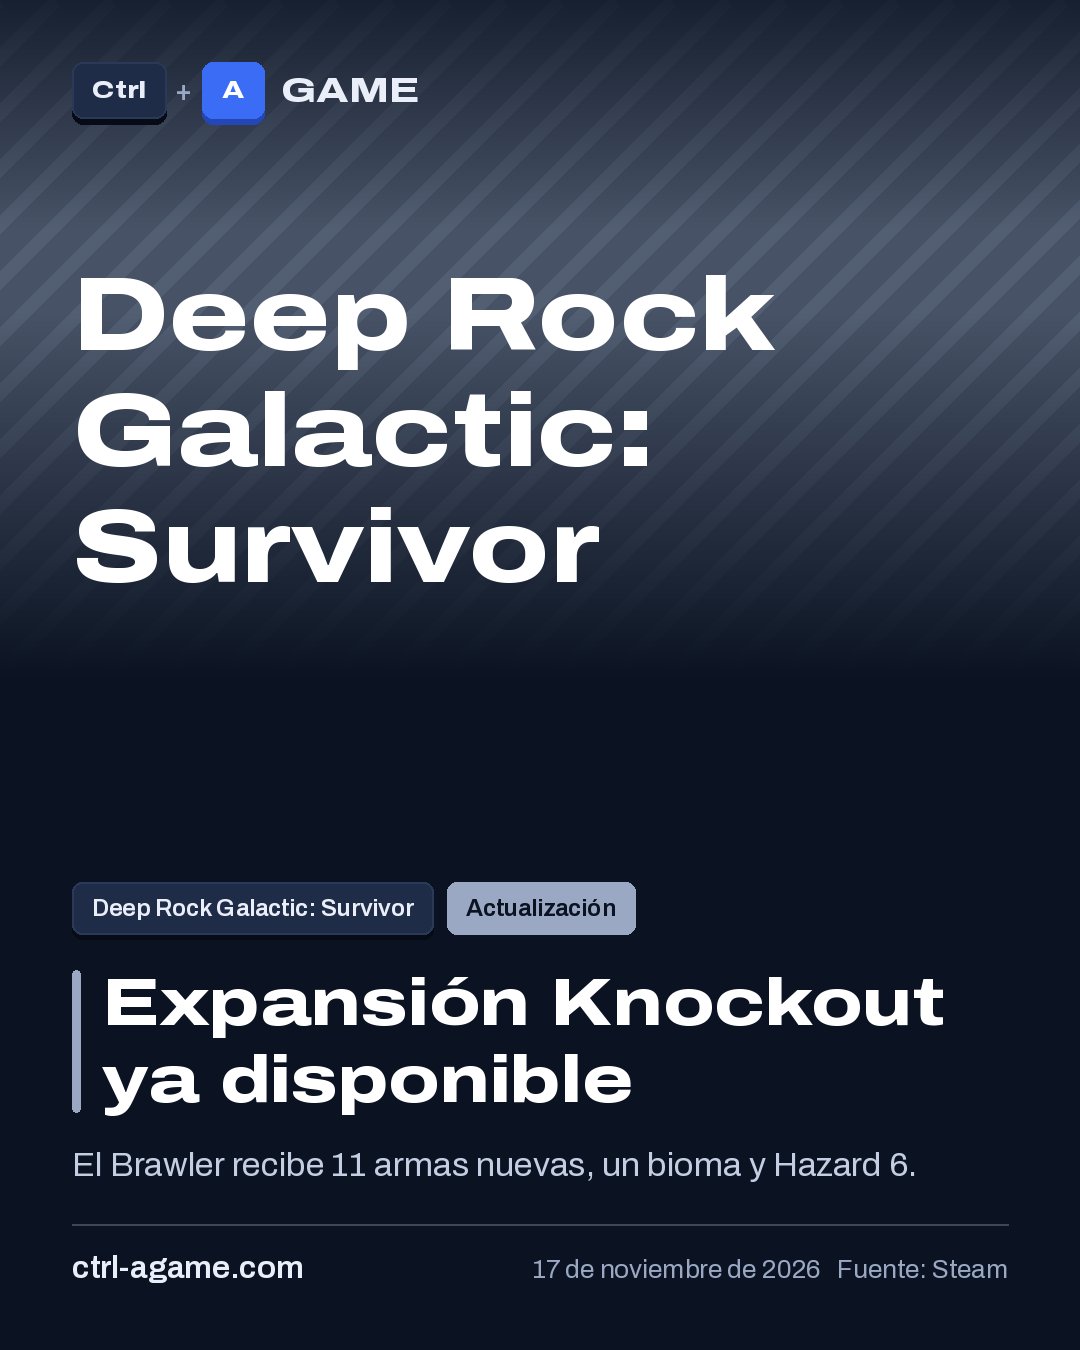 Ctrl + A GAME
Deep Rock
Galactic:
Survivor
Deep Rock Galactic: Survivor Actualización
Expansión Knockout
ya disponible
El Brawler recibe 11 armas nuevas, un bioma y Hazard 6.
ctrl-agame.com 17 de noviembre de 2026 Fuente: Steam